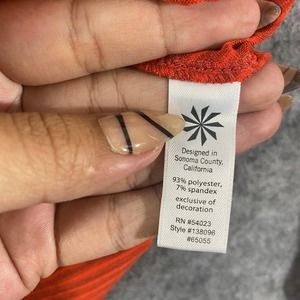 Designed in
Sonoma County,
California
93% polyester,
7% spandex
exclusive of
decoration
RN #54023
Style #138096
#65055